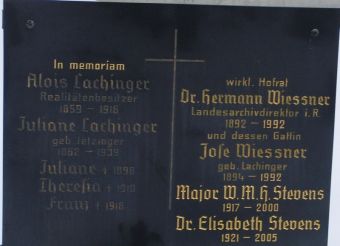 In memoriam
Alois Lachinger
Realitätenbesitzer
1859 - 1918
Juliane Lachinger
geb. Jetzinger
1862 - 1939
Juliane † 1898
Theresia † 1910
Franz † 1918
wirkl. Hofrat
Dr. Hermann Wiessner
Landesarchivdirektor i. R.
1892 - 1992
und dessen Gattin
Jose Wiessner
geb. Lachinger
1894 - 1992
Major W. M. H. Stevens
1917 - 2000
Dr. Elisabeth Stevens
1921 - 2005